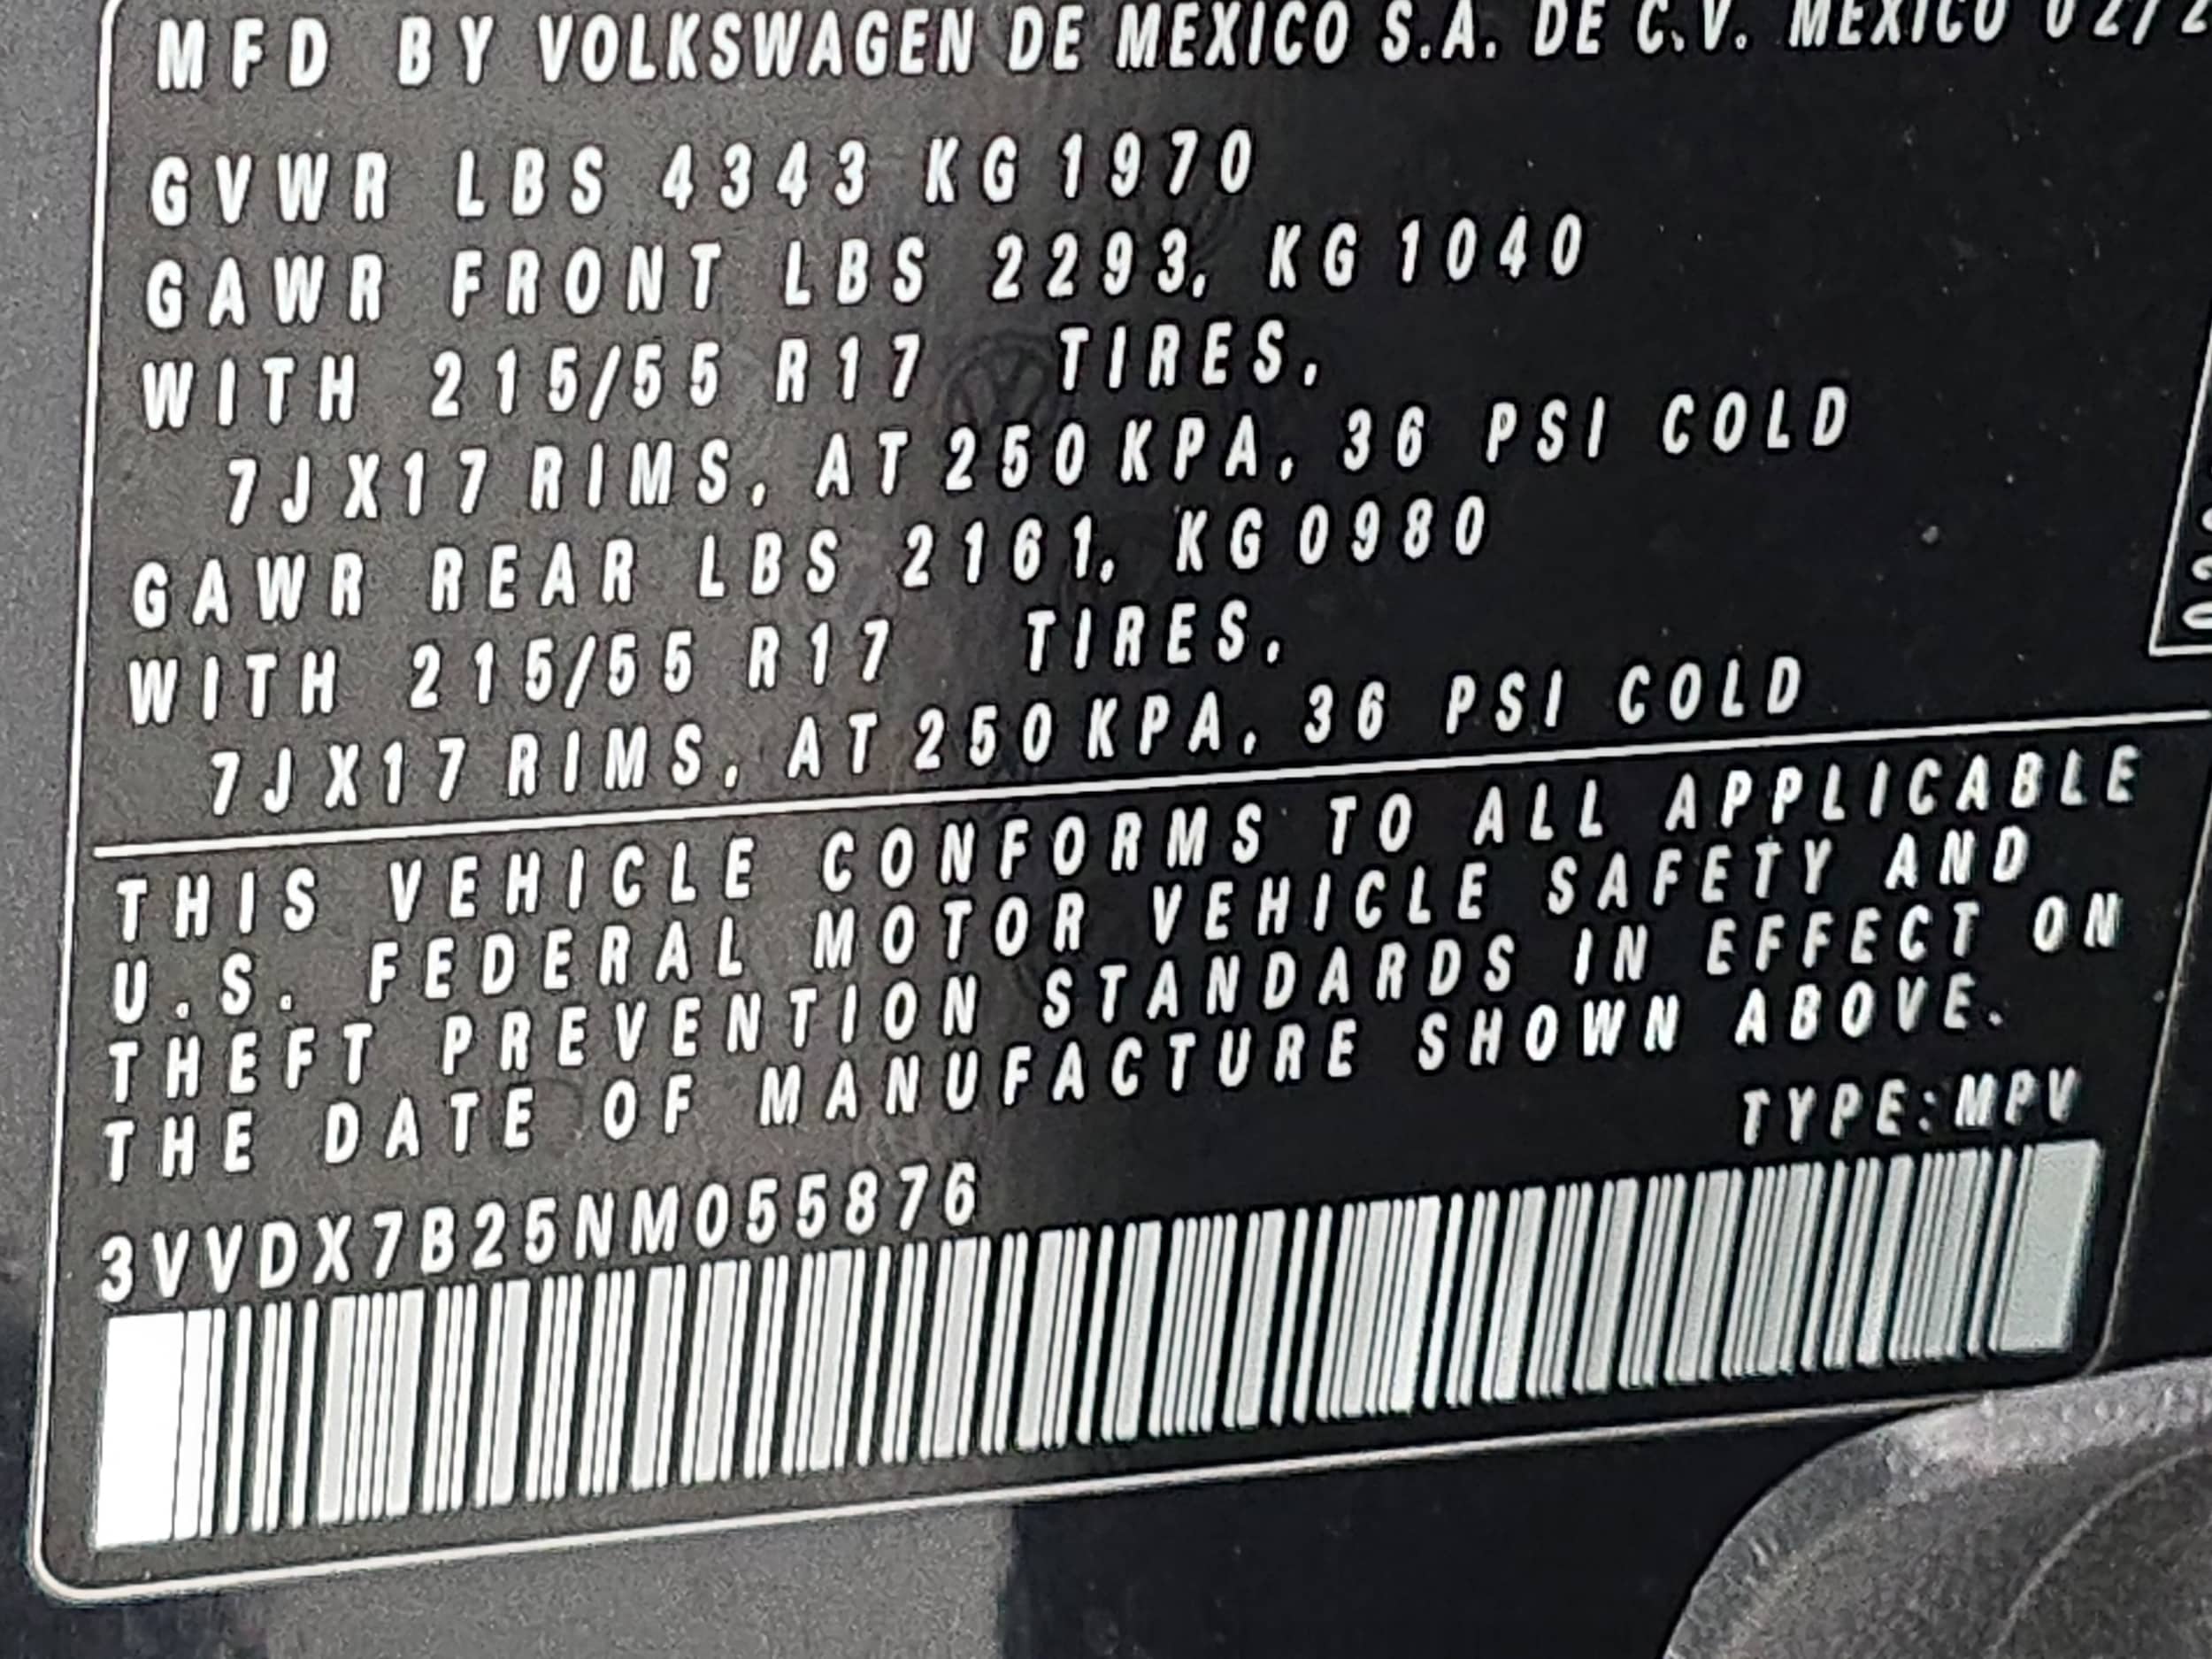 MFD BY VOLKSWAGEN DE MEXICO S.A. DE C.V. MEXICO 02/2
GVWR LBS 4343 KG 1970
GAWR FRONT LBS 2293, KG 1040
WITH 215/55 R17 TIRES,
7JX17 RIMS, AT 250 KPA, 36 PSI COLD
GAWR REAR LBS 2161, KG 0980
WITH 215/55 R17 TIRES,
7JX17 RIMS, AT 250 KPA, 36 PSI COLD
THIS VEHICLE CONFORMS TO ALL APPLICABLE
U.S. FEDERAL MOTOR VEHICLE SAFETY AND
THEFT PREVENTION STANDARDS IN EFFECT ON
THE DATE OF MANUFACTURE SHOWN ABOVE.
TYPE:MPV
3VVDX7B25NM055876